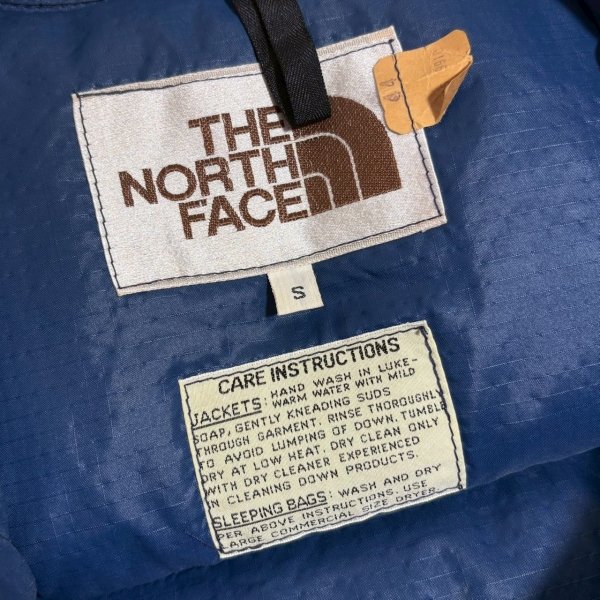 THE
NORTH
FACE
S
CARE INSTRUCTIONS
JACKETS: HAND WASH IN LUKE-
WARM WATER WITH MILD
SOAP, GENTLY KNEADING SUDS
THROUGH GARMENT. RINSE THOROUGHLY
TO AVOID LUMPING OF DOWN. TUMBLE
DRY AT LOW HEAT. DRY CLEAN ONLY
WITH DRY CLEANER EXPERIENCED
IN CLEANING DOWN PRODUCTS.
SLEEPING BAGS: WASH AND DRY
PER ABOVE INSTRUCTIONS. USE
LARGE COMMERCIAL SIZE DRYER.